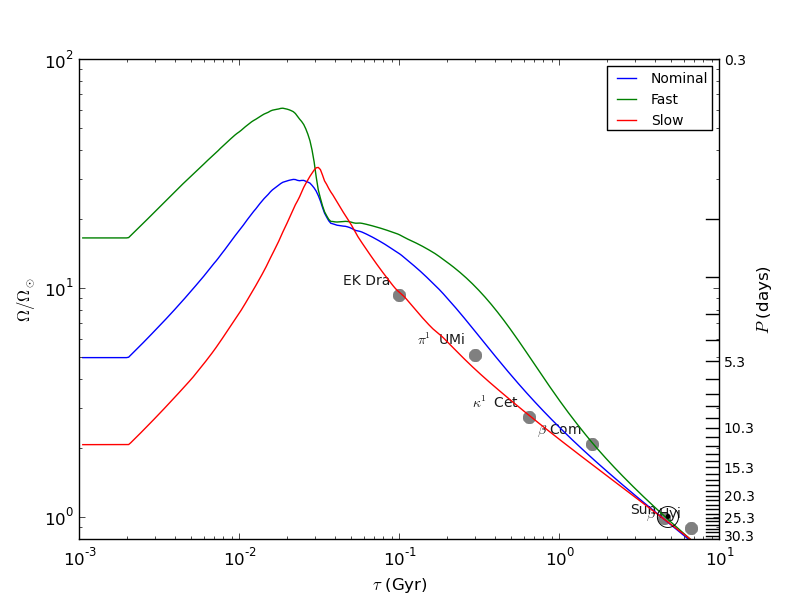 10²
10¹
10⁰
Ω/Ω⊙
10⁻³
10⁻²
10⁻¹
10⁰
10¹
τ (Gyr)
0.3
5.3
10.3
15.3
20.3
25.3
30.3
P (days)
Nominal
Fast
Slow
EK Dra
π¹ UMi
κ¹ Cet
β Com
Sun
β Hyi